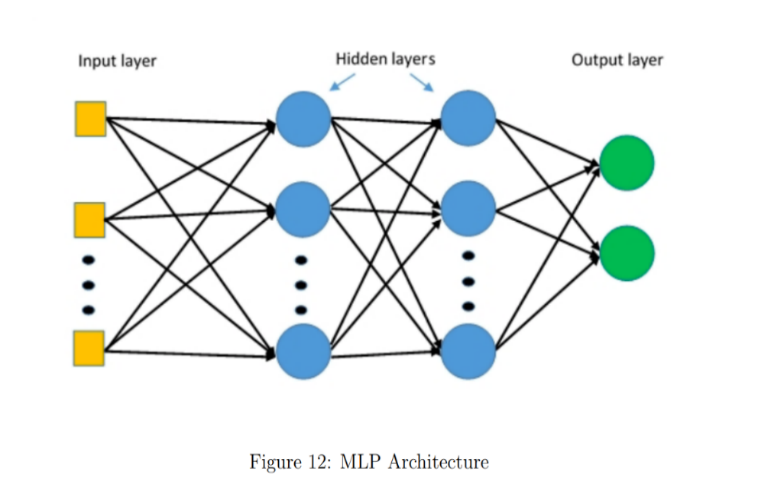 Input layer
Hidden layers
Output layer
Figure 12: MLP Architecture